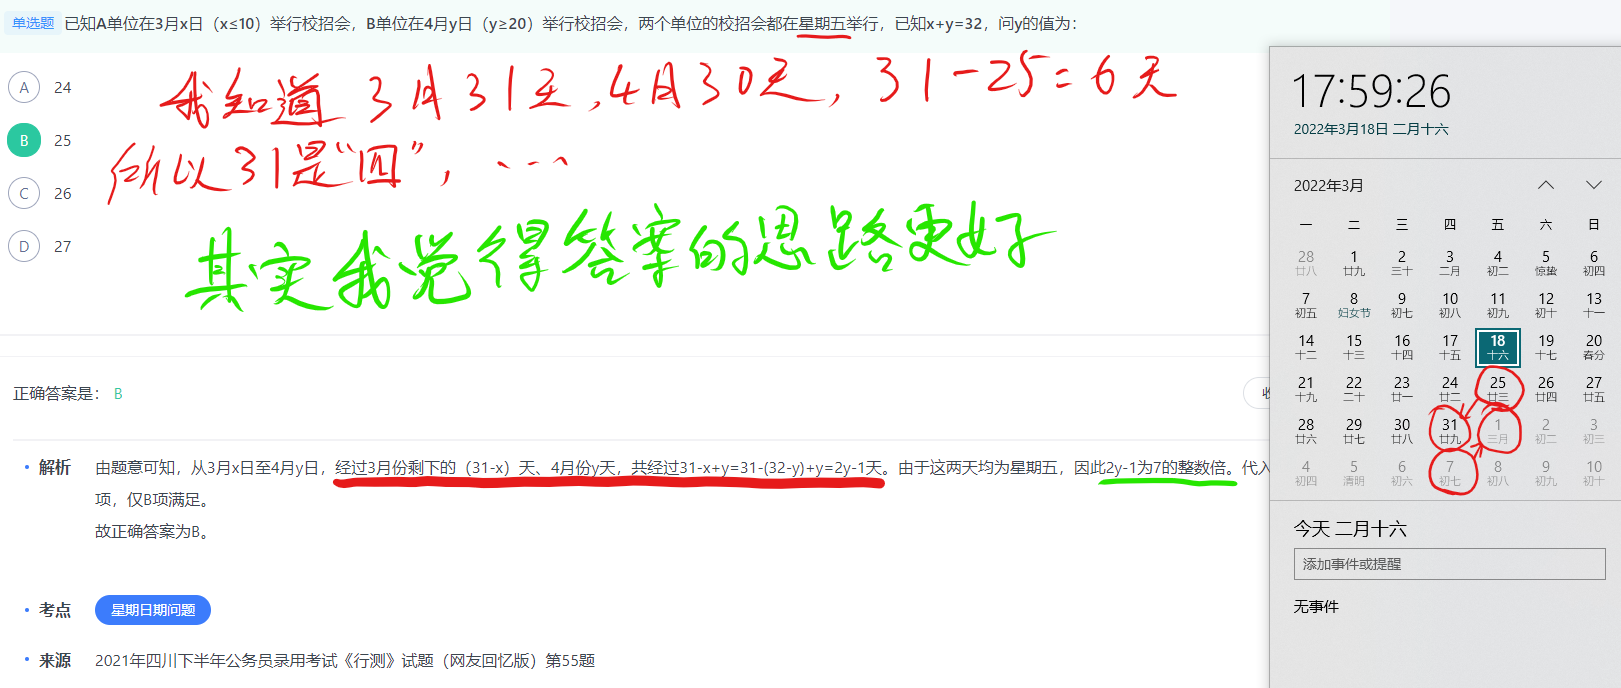 单选题 已知A单位在3月x日（x≤10）举行校招会，B单位在4月y日（y≥20）举行校招会，两个单位的校招会都在星期五举行，已知x+y=32，问y的值为：
A 24
B 25
C 26
D 27
我知道3月31天，4月30天，31-25=6天
所以31是“四”，...
其实我觉得答案的思路更好
正确答案是： B
收
解析 由题意可知，从3月x日至4月y日，经过3月份剩下的（31-x）天、4月份y天，共经过31-x+y=31-(32-y)+y=2y-1天。由于这两天均为星期五，因此2y-1为7的整数倍。代入
项，仅B项满足。
故正确答案为B。
考点 星期日期问题
来源 2021年四川下半年公务员录用考试《行测》试题（网友回忆版）第55题
17:59:26
2022年3月18日 二月十六
2022年3月
一 二 三 四 五 六 日
28 1 2 3 4 5 6
廿八 廿九 三十 二月 初二 惊蛰 初四
7 8 9 10 11 12 13
初五 妇女节 初七 初八 初九 初十 十一
14 15 16 17 18 19 20
十二 十三 十四 十五 十六 十七 春分
21 22 23 24 25 26 27
十九 二十 廿一 廿二 廿三 廿四 廿五
28 29 30 31 1 2 3
廿六 廿七 廿八 廿九 三月 初二 初三
4 5 6 7 8 9 10
初四 清明 初六 初七 初八 初九 初十
今天 二月十六
添加事件或提醒
无事件